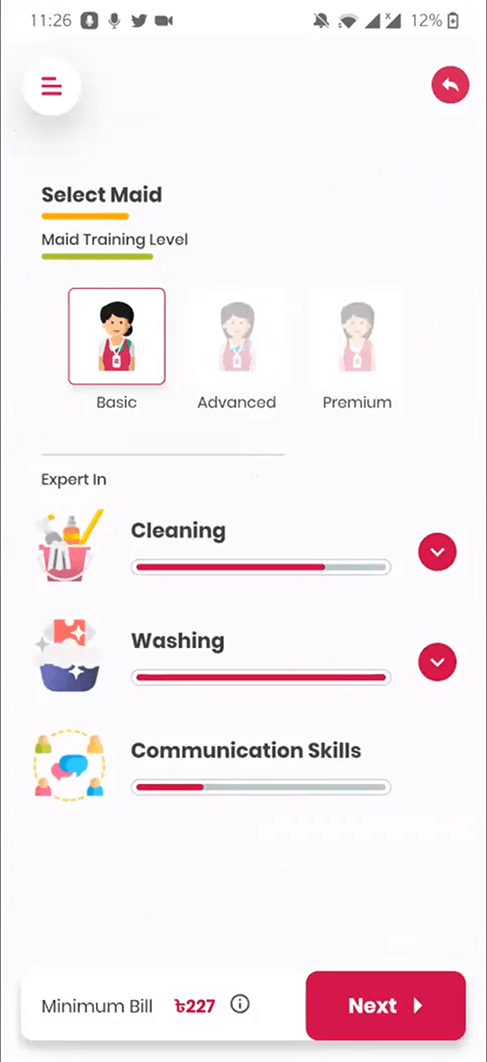 11:26 12%
Select Maid
Maid Training Level
Basic Advanced Premium
Expert In
Cleaning
Washing
Communication Skills
Minimum Bill ৳227 Next